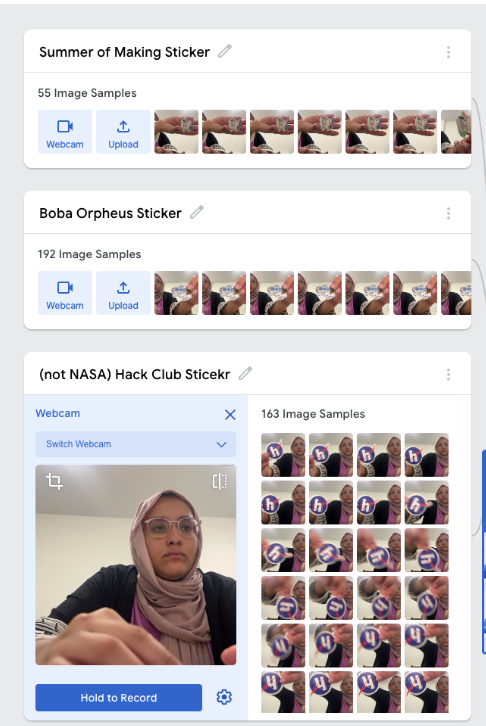 Summer of Making Sticker
55 Image Samples
Webcam
Upload
Boba Orpheus Sticker
192 Image Samples
Webcam
Upload
(not NASA) Hack Club Sticekr
Webcam
Switch Webcam
Hold to Record
163 Image Samples
h h h h
h h h h